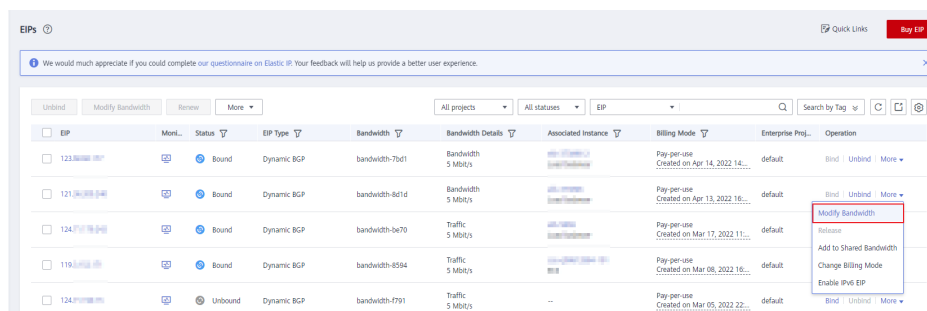 EIPs
Quick Links
Buy EIP
We would much appreciate if you could complete our questionnaire on Elastic IP. Your feedback will help us provide a better user experience.
Unbind Modify Bandwidth Renew More
All projects All statuses EIP Search by Tag
EIP Moni... Status EIP Type Bandwidth Bandwidth Details Associated Instance Billing Mode Enterprise Proj... Operation
123. Bound Dynamic BGP bandwidth-7bd1 Bandwidth Pay-per-use default Bind Unbind More
5 Mbit/s Created on Apr 14, 2022 14:...
121. Bound Dynamic BGP bandwidth-8d1d Bandwidth Pay-per-use default Bind Unbind More
5 Mbit/s Created on Apr 13, 2022 16:...
Modify Bandwidth
124. Bound Dynamic BGP bandwidth-be70 Traffic Pay-per-use default Release
5 Mbit/s Created on Mar 17, 2022 11:...
Add to Shared Bandwidth
119. Bound Dynamic BGP bandwidth-8594 Traffic Pay-per-use default Change Billing Mode
5 Mbit/s Created on Mar 08, 2022 16:...
Enable IPv6 EIP
124. Unbound Dynamic BGP bandwidth-f791 Traffic -- Pay-per-use default Bind Unbind More
5 Mbit/s Created on Mar 05, 2022 22:...